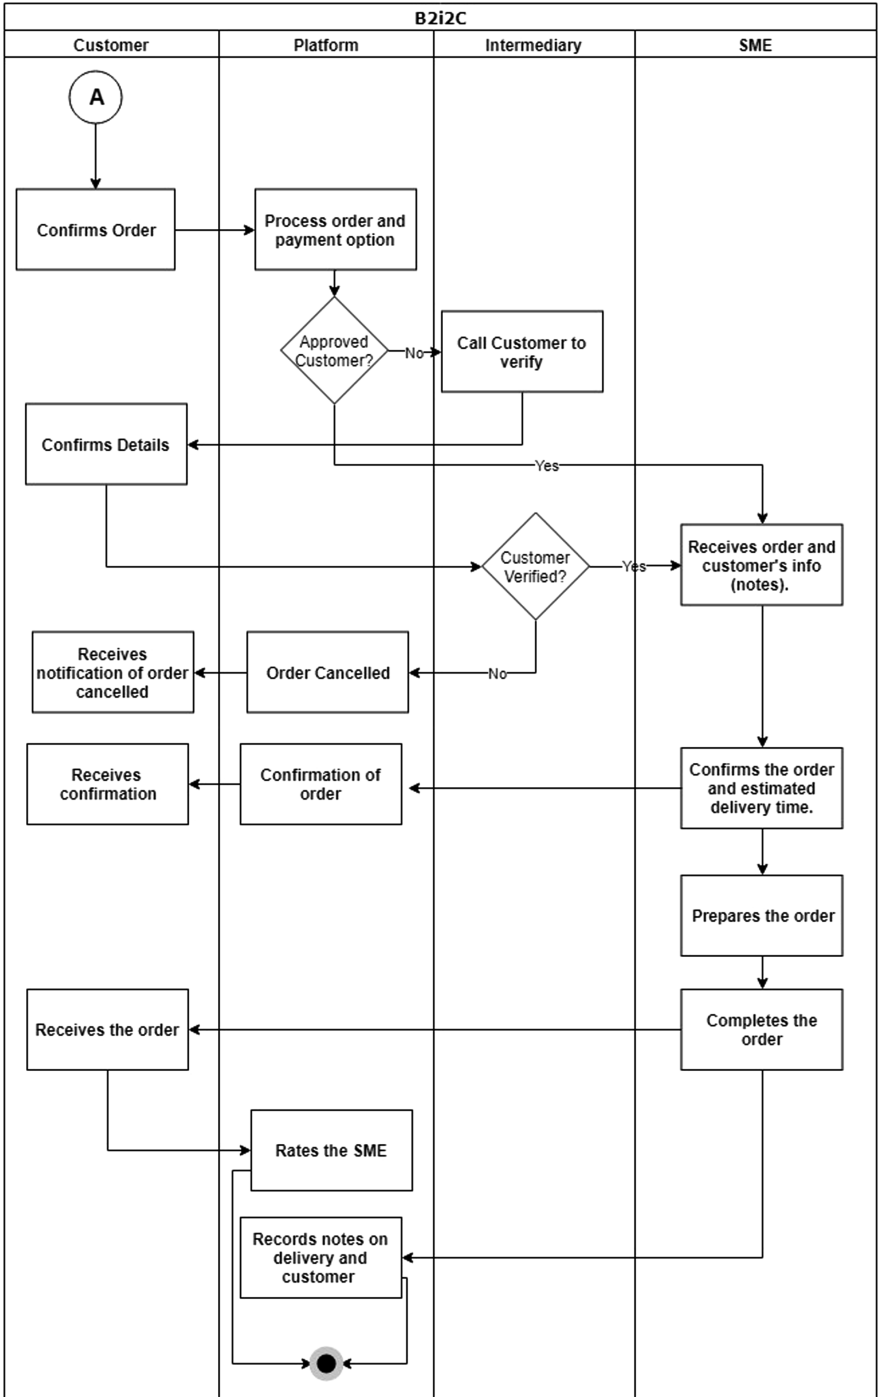 B2i2C
Customer
Platform
Intermediary
SME
A
Confirms Order
Process order and
payment option
Approved
Customer?
No
Call Customer to
verify
Confirms Details
Yes
Customer
Verified?
Yes
Receives order and
customer's info
(notes).
Receives
notification of order
cancelled
Order Cancelled
No
Receives
confirmation
Confirmation of
order
Confirms the order
and estimated
delivery time.
Prepares the order
Receives the order
Completes the
order
Rates the SME
Records notes on
delivery and
customer